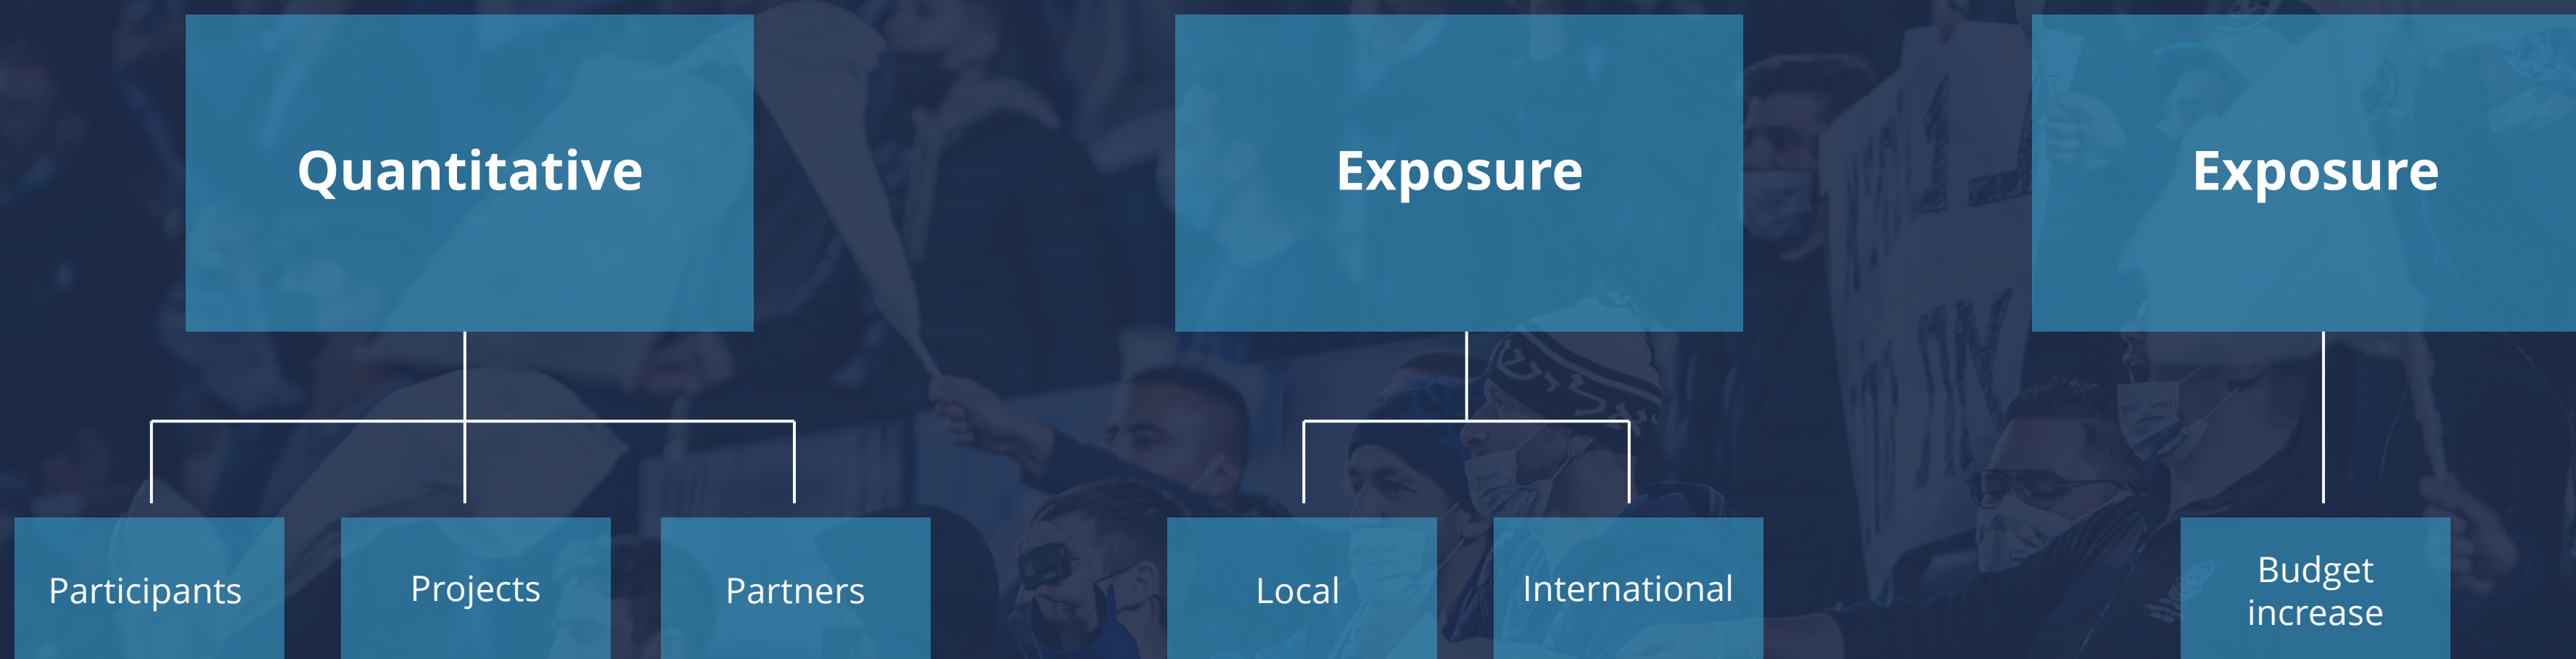 Quantitative
Exposure
Exposure
Participants
Projects
Partners
Local
International
Budget
increase